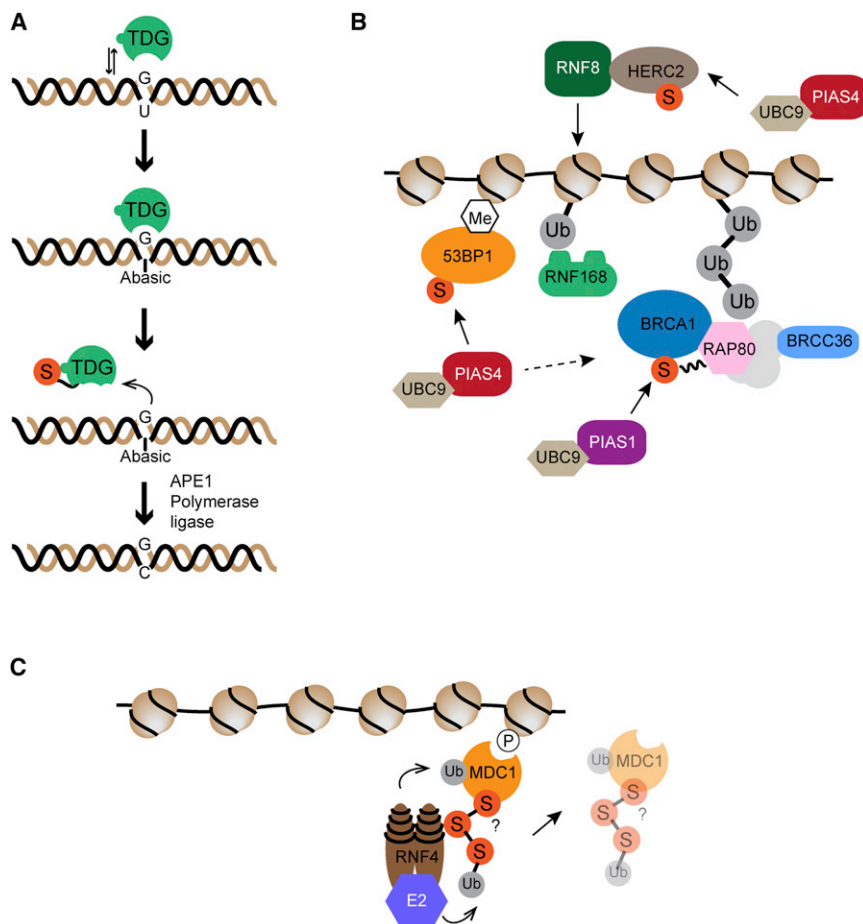 A
TDG
G
U
TDG
G
Abasic
S
TDG
G
Abasic
APE1
Polymerase
ligase
G
C
B
RNF8
HERC2
S
UBC9
PIAS4
Me
53BP1
S
Ub
RNF168
Ub
Ub
Ub
BRCA1
RAP80
BRCC36
S
UBC9
PIAS4
UBC9
PIAS1
C
P
Ub
MDC1
S
?
S
S
RNF4
Ub
E2
Ub
MDC1
S
?
S
S
Ub